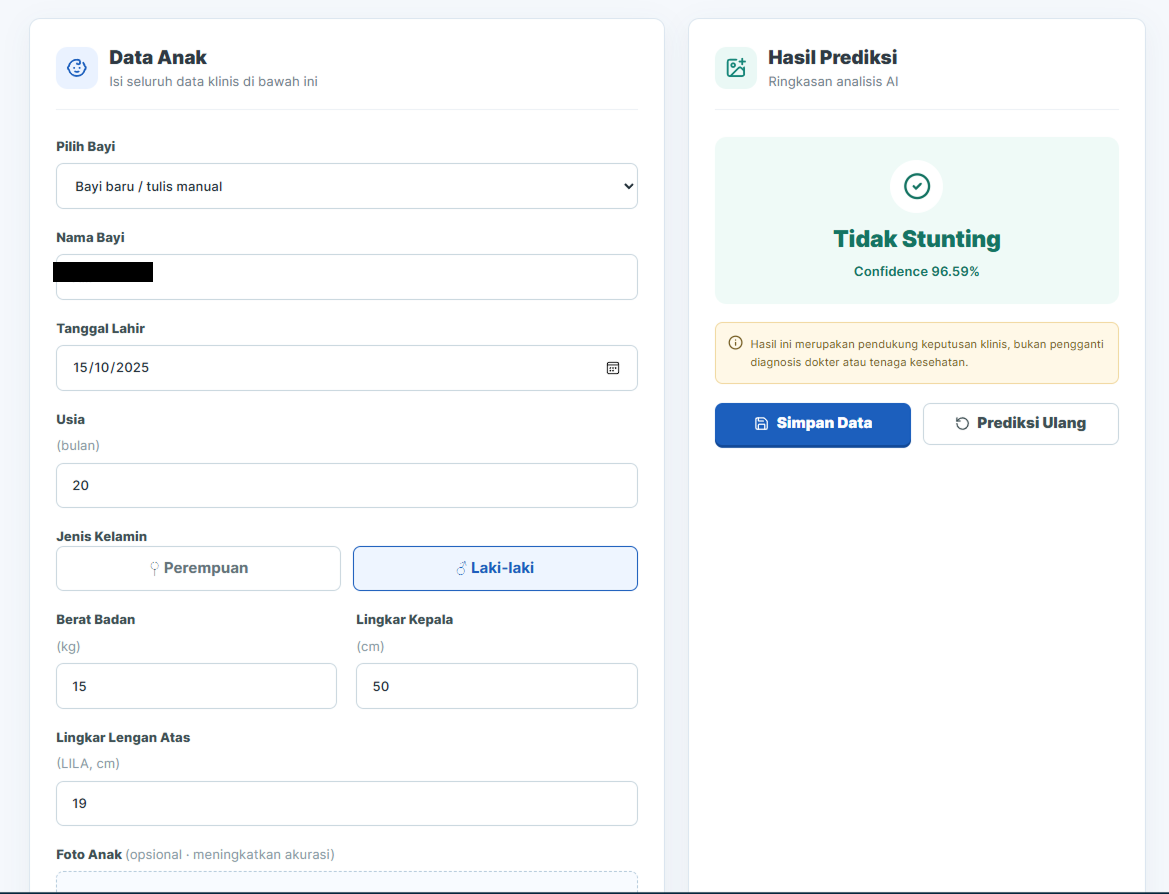 Data Anak
Isi seluruh data klinis di bawah ini
Pilih Bayi
Bayi baru / tulis manual
Nama Bayi
Tanggal Lahir
15/10/2025
Usia
(bulan)
20
Jenis Kelamin
Perempuan
Laki-laki
Berat Badan
(kg)
15
Lingkar Kepala
(cm)
50
Lingkar Lengan Atas
(LILA, cm)
19
Foto Anak (opsional · meningkatkan akurasi)
Hasil Prediksi
Ringkasan analisis AI
Tidak Stunting
Confidence 96.59%
Hasil ini merupakan pendukung keputusan klinis, bukan pengganti
diagnosis dokter atau tenaga kesehatan.
Simpan Data
Prediksi Ulang